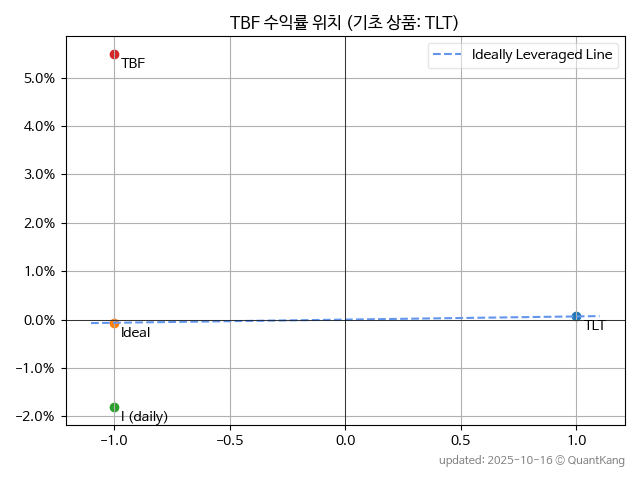 TBF 수익률 위치 (기초 상품: TLT)
Ideally Leveraged Line
5.0%
4.0%
3.0%
2.0%
1.0%
0.0%
−1.0%
−2.0%
TBF
Ideal
I (daily)
TLT
−1.0 −0.5 0.0 0.5 1.0
updated: 2025-10-16 © QuantKang